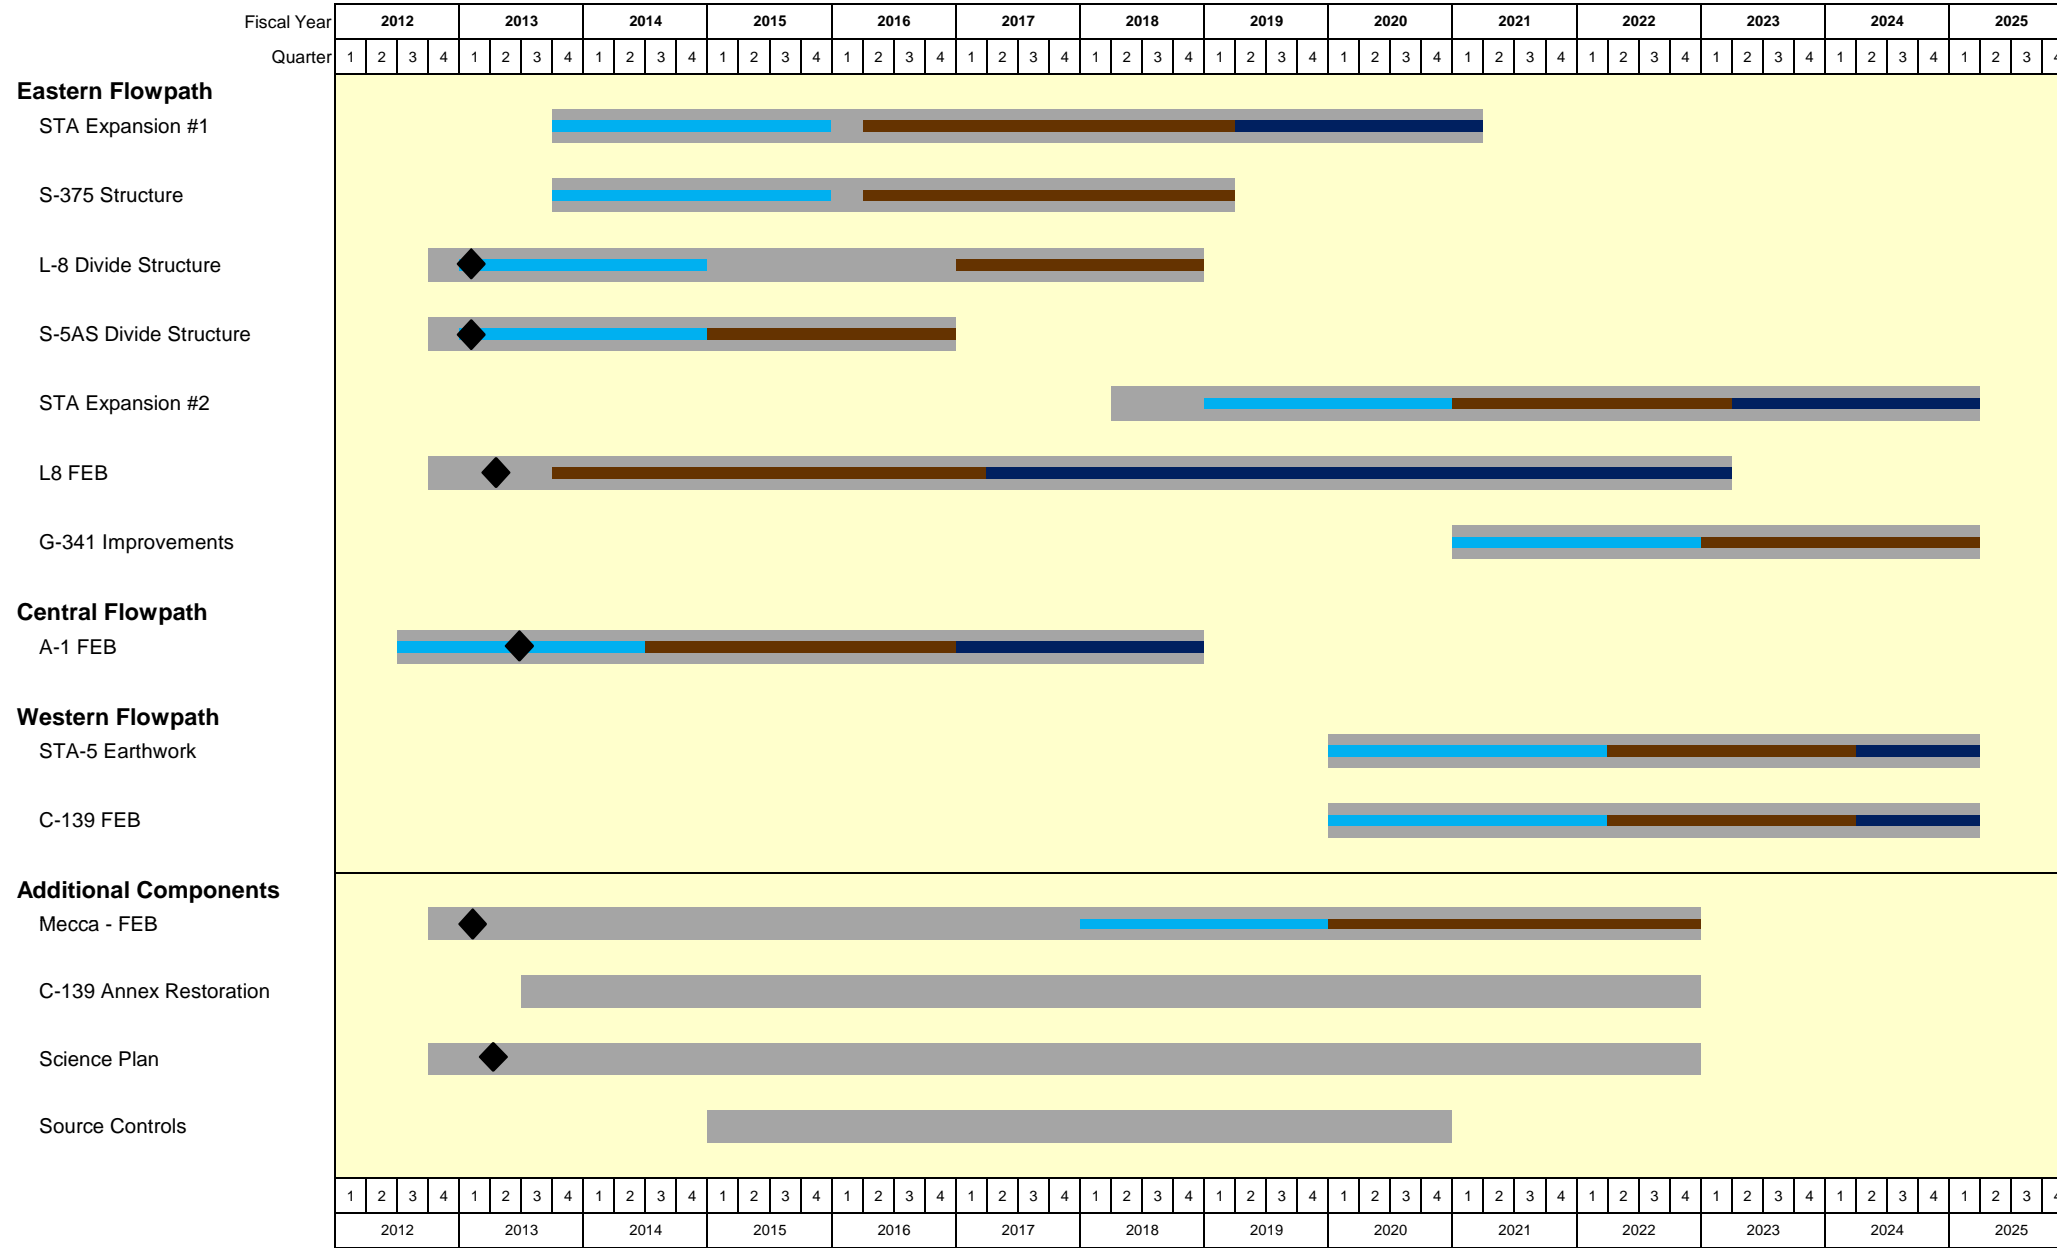 Fiscal Year 2012 2013 2014 2015 2016 2017 2018 2019 2020 2021 2022 2023 2024 2025
Quarter 1 2 3 4 1 2 3 4 1 2 3 4 1 2 3 4 1 2 3 4 1 2 3 4 1 2 3 4 1 2 3 4 1 2 3 4 1 2 3 4 1 2 3 4 1 2 3 4 1 2 3 4 1 2 3 4
Eastern Flowpath
STA Expansion #1
S-375 Structure
L-8 Divide Structure
S-5AS Divide Structure
STA Expansion #2
L8 FEB
G-341 Improvements
Central Flowpath
A-1 FEB
Western Flowpath
STA-5 Earthwork
C-139 FEB
Additional Components
Mecca - FEB
C-139 Annex Restoration
Science Plan
Source Controls
1 2 3 4 1 2 3 4 1 2 3 4 1 2 3 4 1 2 3 4 1 2 3 4 1 2 3 4 1 2 3 4 1 2 3 4 1 2 3 4 1 2 3 4 1 2 3 4 1 2 3 4 1 2 3 4
2012 2013 2014 2015 2016 2017 2018 2019 2020 2021 2022 2023 2024 2025